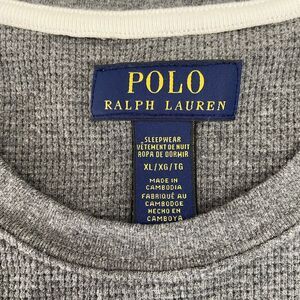 POLO
RALPH LAUREN
SLEEPWEAR
VÊTEMENT DE NUIT
ROPA DE DORMIR
XL/XG/TG
MADE IN
CAMBODIA
FABRIQUÉ AU
CAMBODGE
HECHO EN
CAMBOYA